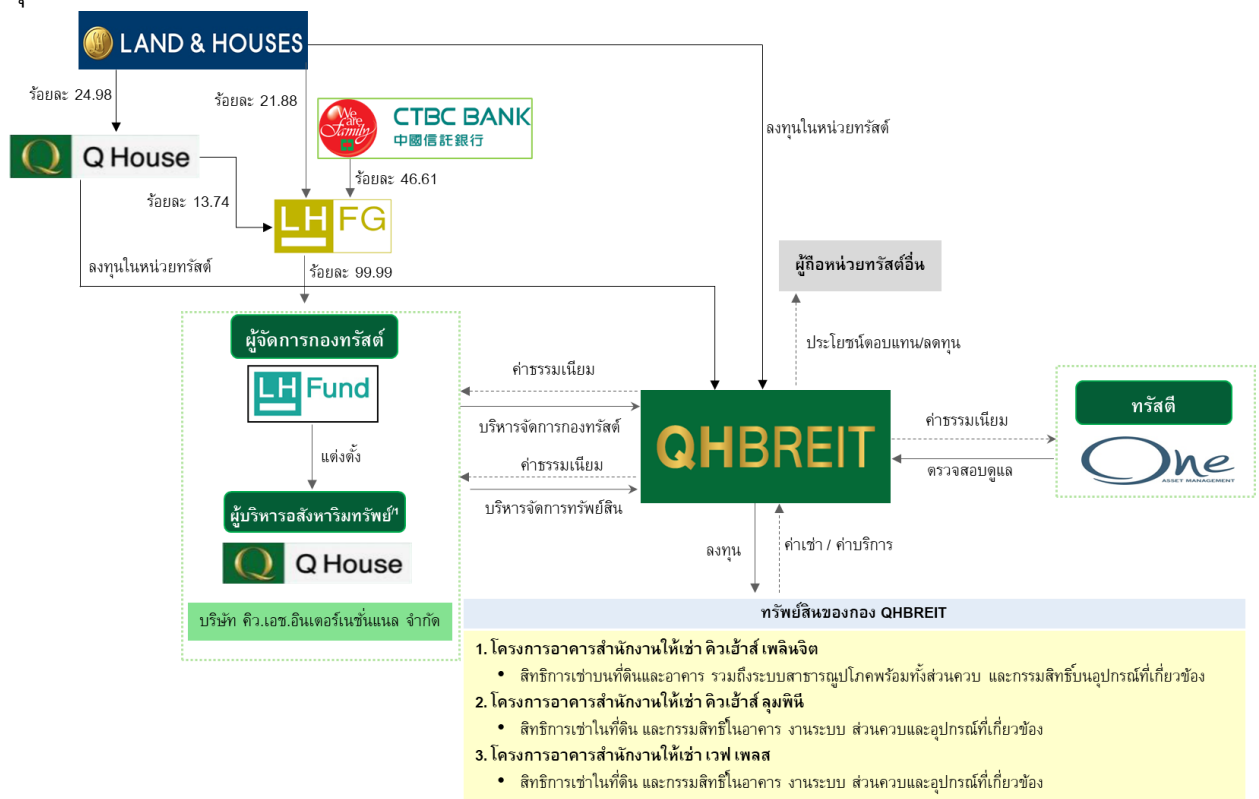 LAND & HOUSES
ร้อยละ 24.98
ร้อยละ 21.88
We are Family
CTBC BANK
中國信託銀行
ลงทุนในหน่วยทรัสต์
Q
Q House
ร้อยละ 46.61
ร้อยละ 13.74
LH FG
ลงทุนในหน่วยทรัสต์
ร้อยละ 99.99
ผู้ถือหน่วยทรัสต์อื่น
ผู้จัดการกองทรัสต์
ประโยชน์ตอบแทน/ลดทุน
LH Fund
ค่าธรรมเนียม
บริหารจัดการกองทรัสต์
QHBREIT
ค่าธรรมเนียม
ทรัสตี
One
ASSET MANAGEMENT
ตรวจสอบดูแล
แต่งตั้ง
ค่าธรรมเนียม
บริหารจัดการทรัพย์สิน
ผู้บริหารอสังหาริมทรัพย์/1
Q
Q House
ลงทุน
ค่าเช่า / ค่าบริการ
บริษัท คิว.เอช.อินเตอร์เนชั่นแนล จำกัด
ทรัพย์สินของกอง QHBREIT
1. โครงการอาคารสำนักงานให้เช่า คิวเฮ้าส์ เพลินจิต
• สิทธิการเช่าบนที่ดินและอาคาร รวมถึงระบบสาธารณูปโภคพร้อมทั้งส่วนควบ และกรรมสิทธิ์บนอุปกรณ์ที่เกี่ยวข้อง
2. โครงการอาคารสำนักงานให้เช่า คิวเฮ้าส์ ลุมพินี
• สิทธิการเช่าในที่ดิน และกรรมสิทธิ์ในอาคาร งานระบบ ส่วนควบและอุปกรณ์ที่เกี่ยวข้อง
3. โครงการอาคารสำนักงานให้เช่า เวฟ เพลส
• สิทธิการเช่าในที่ดิน และกรรมสิทธิ์ในอาคาร งานระบบ ส่วนควบและอุปกรณ์ที่เกี่ยวข้อง